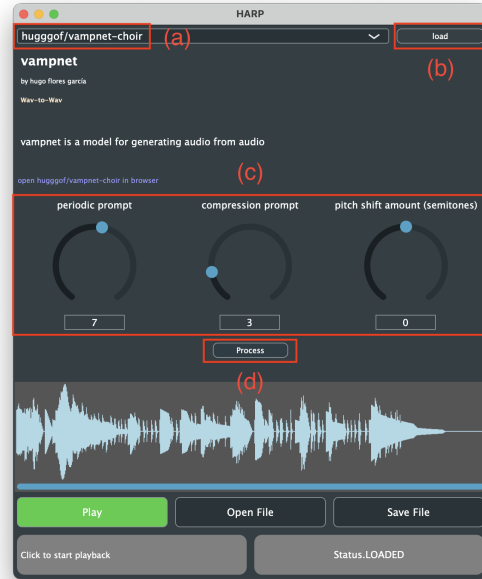 HARP
hugggof/vampnet-choir (a) load
(b)
vampnet
by hugo flores garcía
Wav-to-Wav
vampnet is a model for generating audio from audio
(c)
open hugggof/vampnet-choir in browser
periodic prompt compression prompt pitch shift amount (semitones)
7 3 0
Process
(d)
Play Open File Save File
Click to start playback Status.LOADED